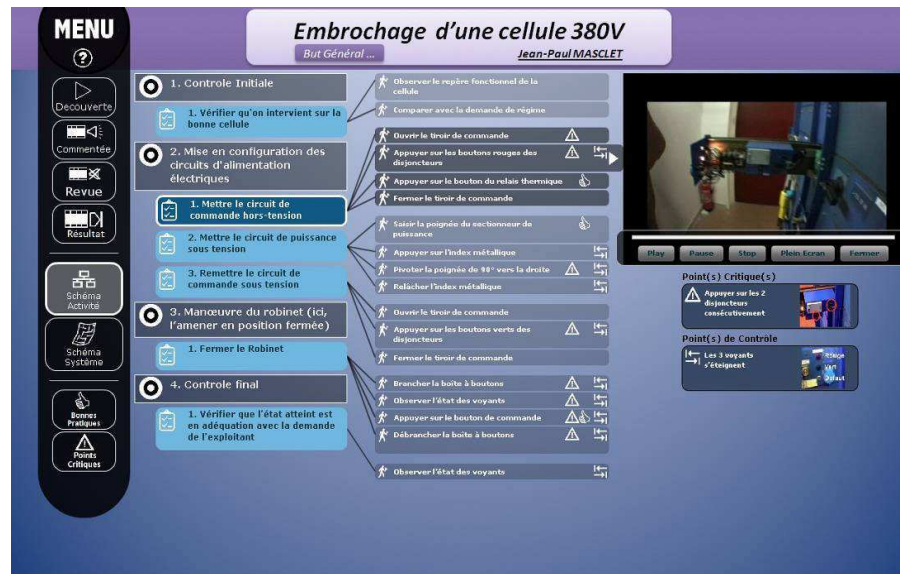 MENU
?
Decouverte
Commentée
Revue
Résultat
Schéma
Activité
Schéma
Système
Bonnes
Pratiques
Points
Critiques
Embrochage d'une cellule 380V
But Général ...
Jean-Paul MASCLET
1. Controle Initiale
1. Vérifier qu'on intervient sur la
bonne cellule
2. Mise en configuration des
circuits d'alimentation
électriques
1. Mettre le circuit de
commande hors-tension
2. Mettre le circuit de puissance
sous tension
3. Remettre le circuit de
commande sous tension
3. Manœuvre du robinet (ici,
l'amener en position fermée)
1. Fermer le Robinet
4. Controle final
1. Vérifier que l'état atteint est
en adéquation avec la demande
de l'exploitant
Observer le repère fonctionnel de la
cellule
Comparer avec la demande de régime
Ouvrir le tiroir de commande
Appuyer sur les boutons rouges des
disjoncteurs
Appuyer sur le bouton du relais thermique
Fermer le tiroir de commande
Saisir la poignée du sectionneur de
puissance
Appuyer sur l'index métallique
Pivoter la poignée de 90° vers la droite
Relâcher l'index métallique
Ouvrir le tiroir de commande
Appuyer sur les boutons verts des
disjoncteurs
Fermer le tiroir de commande
Brancher la boîte à boutons
Observer l'état des voyants
Appuyer sur le bouton de commande
Débrancher la boîte à boutons
Observer l'état des voyants
Play
Pause
Stop
Plein Ecran
Fermer
Point(s) Critique(s)
Appuyer sur les 2
disjoncteurs
consécutivement
Point(s) de Contrôle
Les 3 voyants
s'éteignent
Rouge
Vert
Défaut